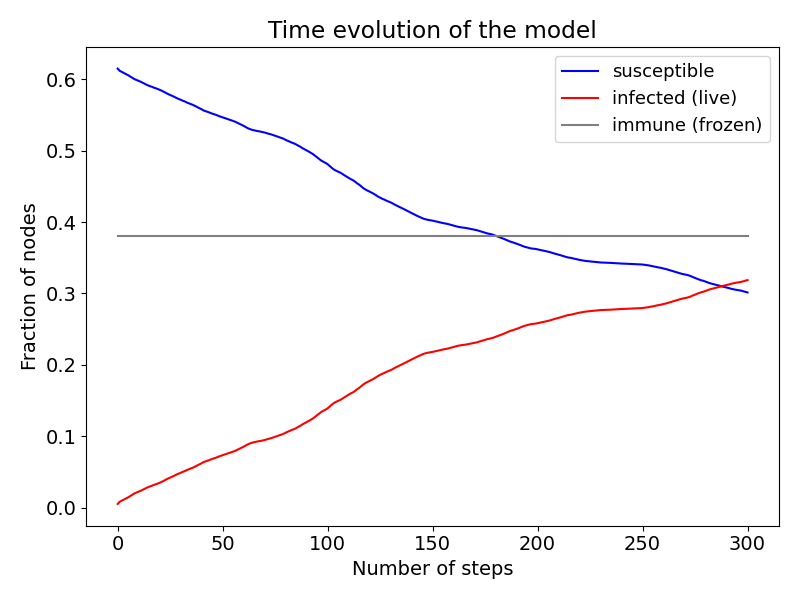 Time evolution of the model
susceptible
infected (live)
immune (frozen)
Fraction of nodes
0.6
0.5
0.4
0.3
0.2
0.1
0.0
0 50 100 150 200 250 300
Number of steps